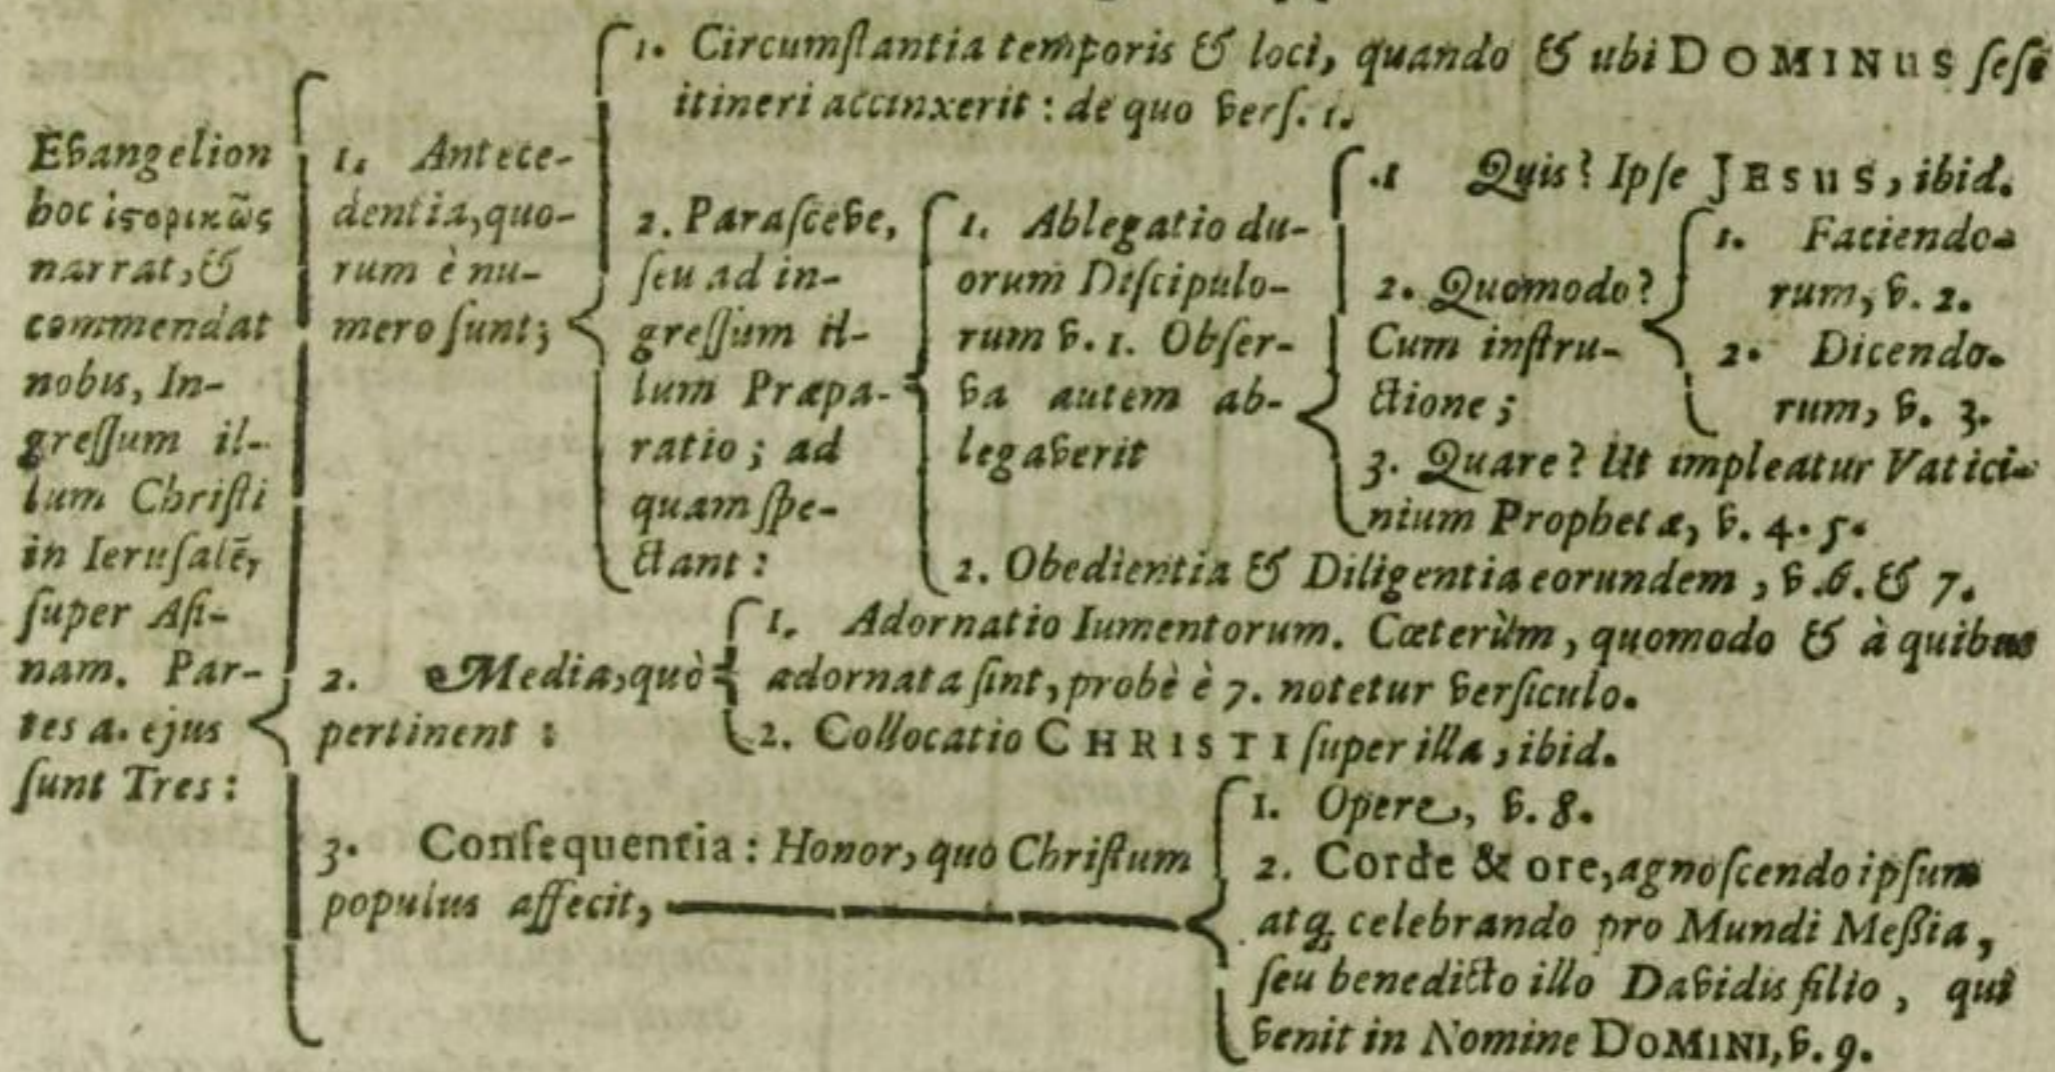 Evangelion
hoc ἱστορικῶς
narrat, &
commendat
nobis, In-
gressum il-
lum Christi
in Ierusalē,
super Asi-
nam. Par-
tes a. ejus
sunt Tres:
1. Antece-
dentia, quo-
rum è nu-
mero sunt;
1. Circumstantia temporis & loci, quando & ubi DOMINUS sese
itineri accinxerit: de quo vers. 1.
2. Parasceve,
seu ad in-
gressum il-
lum Præpa-
ratio; ad
quam spe-
ctant:
1. Ablegatio du-
orum Discipulo-
rum v. 1. Obser-
va autem ab-
legaverit
.1 Quis? Ipse JESUS, ibid.
2. Quomodo?
Cum instru-
ctione;
1. Faciendo-
rum, v. 2.
2. Dicendo-
rum, v. 3.
3. Quare? Ut impleatur Vatici-
nium Prophetæ, v. 4. 5.
2. Obedientia & Diligentia eorundem, v. 6. & 7.
2. Media, quò
pertinent:
1. Adornatio Iumentorum. Cæterùm, quomodo & à quibus
adornata sint, probè è 7. notetur versiculo.
2. Collocatio CHRISTI super illa, ibid.
3. Consequentia: Honor, quo Christum
populus affecit,
1. Opere, v. 8.
2. Corde & ore, agnoscendo ipsum
atq; celebrando pro Mundi Messia,
seu benedicto illo Davidis filio, qui
venit in Nomine DOMINI, v. 9.